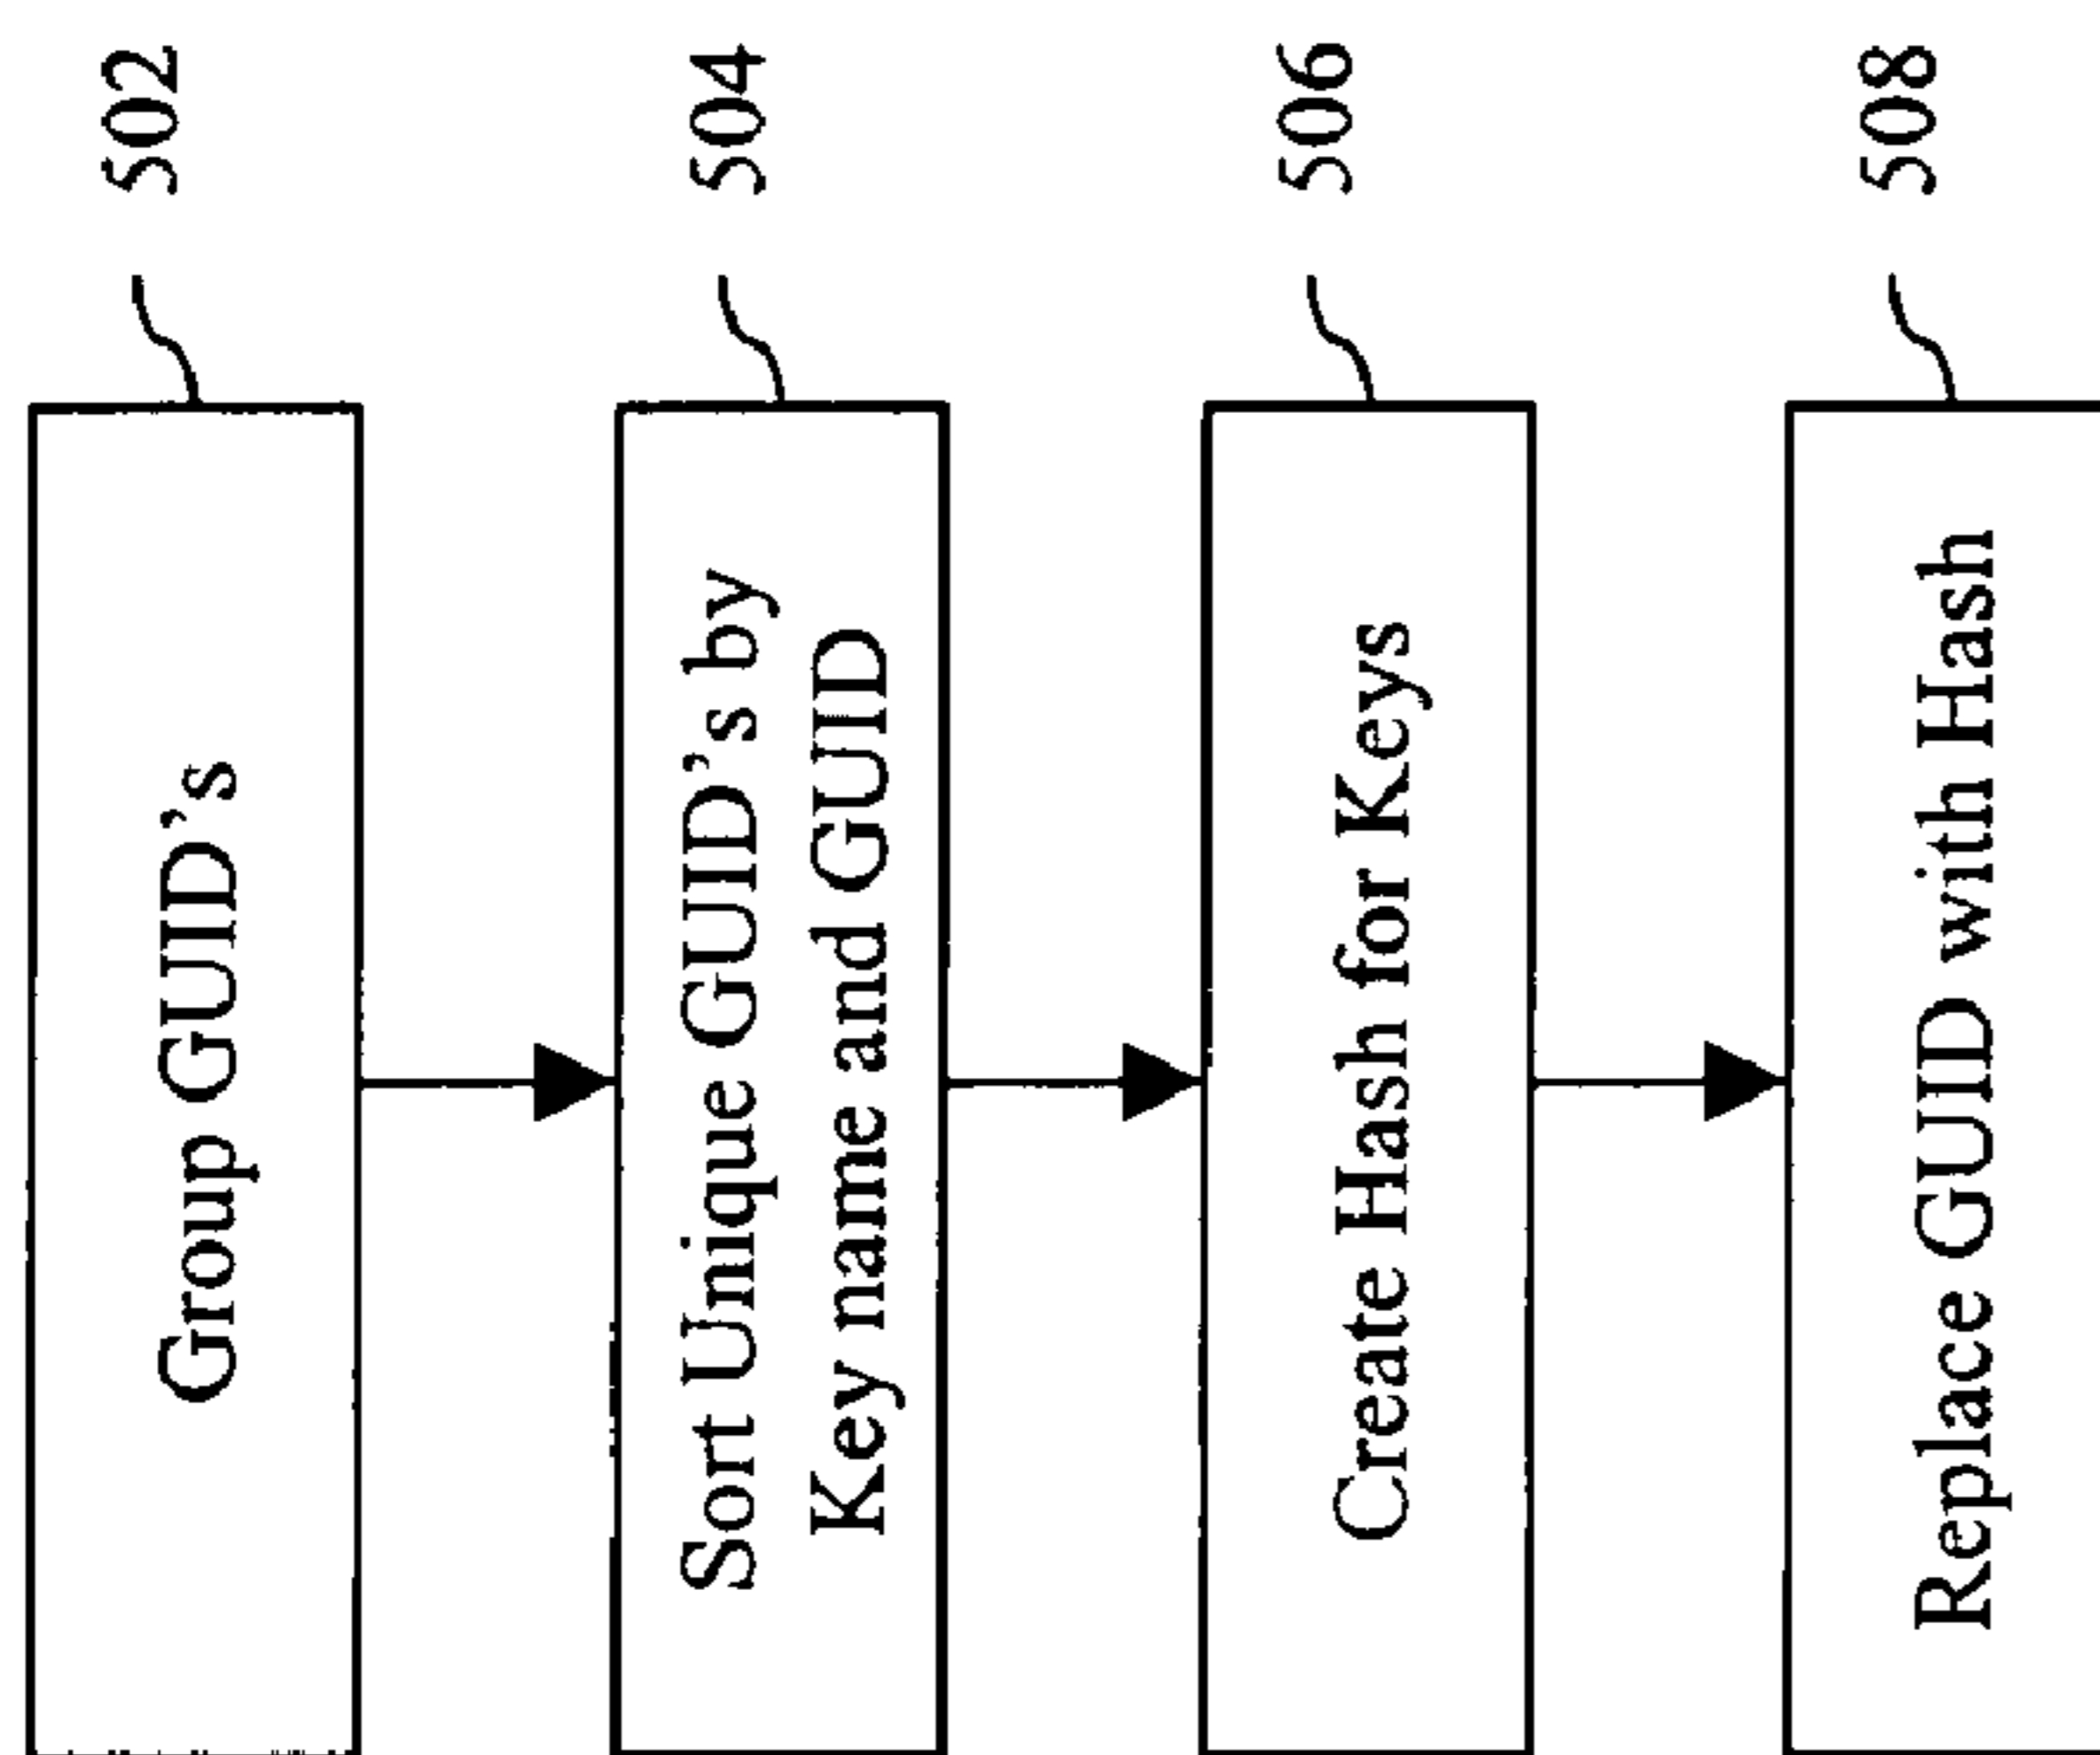 Group GUID's
502
Sort Unique GUID's by
Key name and GUID
504
Create Hash for Keys
506
Replace GUID with Hash
508